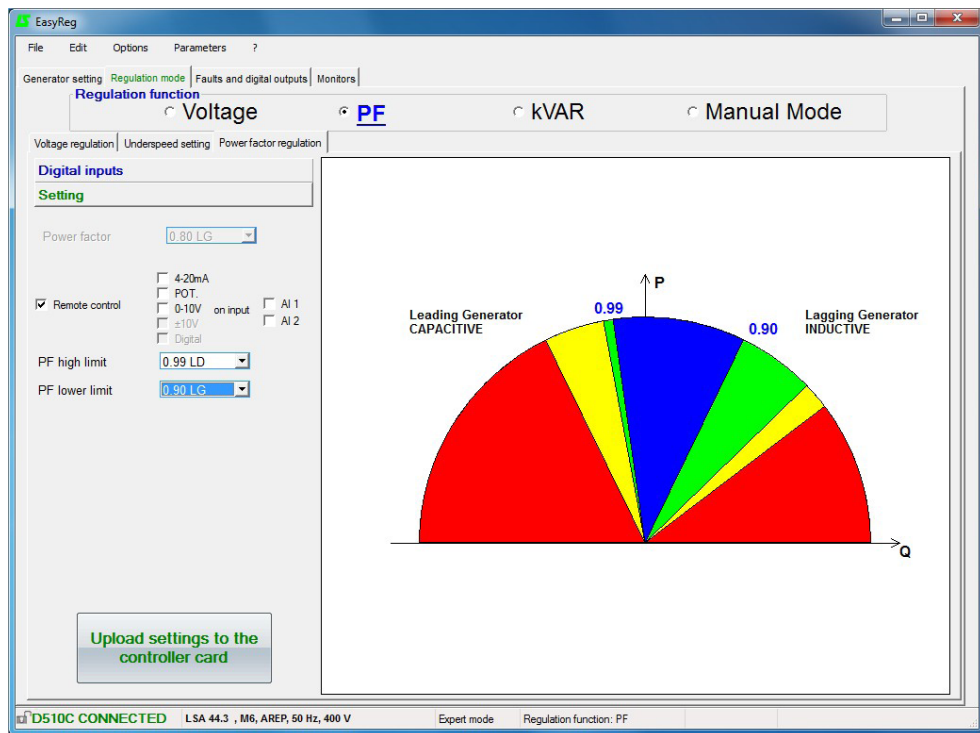 EasyReg
File Edit Options Parameters ?
Generator setting Regulation mode Faults and digital outputs Monitors
Regulation function
Voltage PF kVAR Manual Mode
Voltage regulation Underspeed setting Power factor regulation
Digital inputs
Setting
Power factor 0.80 LG
Remote control
4-20mA
POT.
0-10V
±10V
Digital
on input
AI 1
AI 2
PF high limit 0.99 LD
PF lower limit 0.90 LG
P
Leading Generator
CAPACITIVE
0.99
0.90
Lagging Generator
INDUCTIVE
Q
Upload settings to the
controller card
D510C CONNECTED LSA 44.3 , M6, AREP, 50 Hz, 400 V Expert mode Regulation function: PF